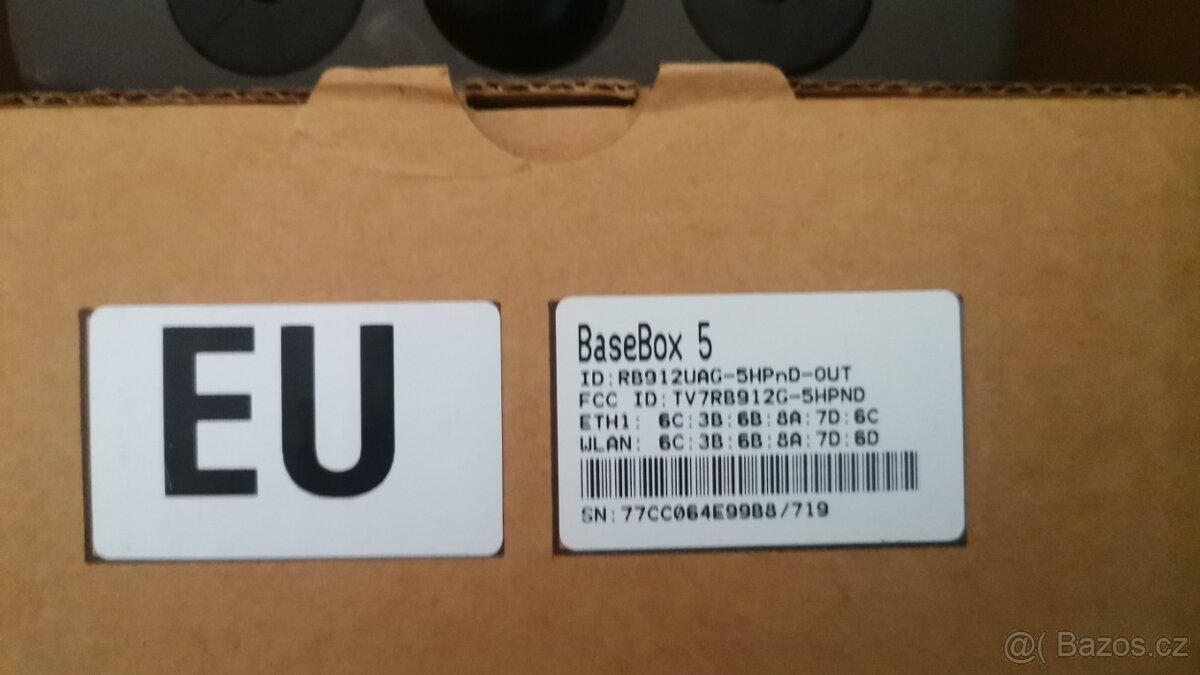 EU
BaseBox 5
ID:RB912UAG-5HPnD-OUT
FCC ID:TV7RB912G-5HPND
ETH1: 6C:3B:6B:8A:7D:6C
WLAN: 6C:3B:6B:8A:7D:6D
SN:77CC064E99B8/719
@( Bazos.cz